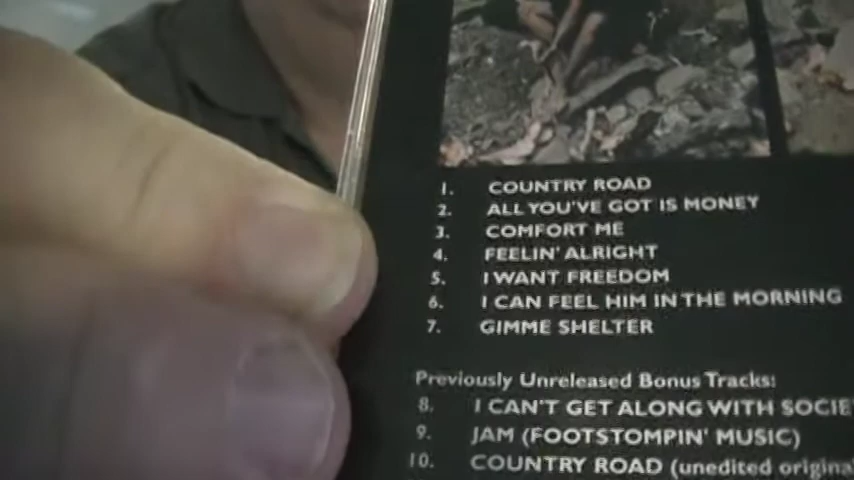 1. COUNTRY ROAD
2. ALL YOU'VE GOT IS MONEY
3. COMFORT ME
4. FEELIN' ALRIGHT
5. I WANT FREEDOM
6. I CAN FEEL HIM IN THE MORNING
7. GIMME SHELTER
Previously Unreleased Bonus Tracks:
8. I CAN'T GET ALONG WITH SOCIE
9. JAM (FOOTSTOMPIN' MUSIC)
10. COUNTRY ROAD (unedited origina